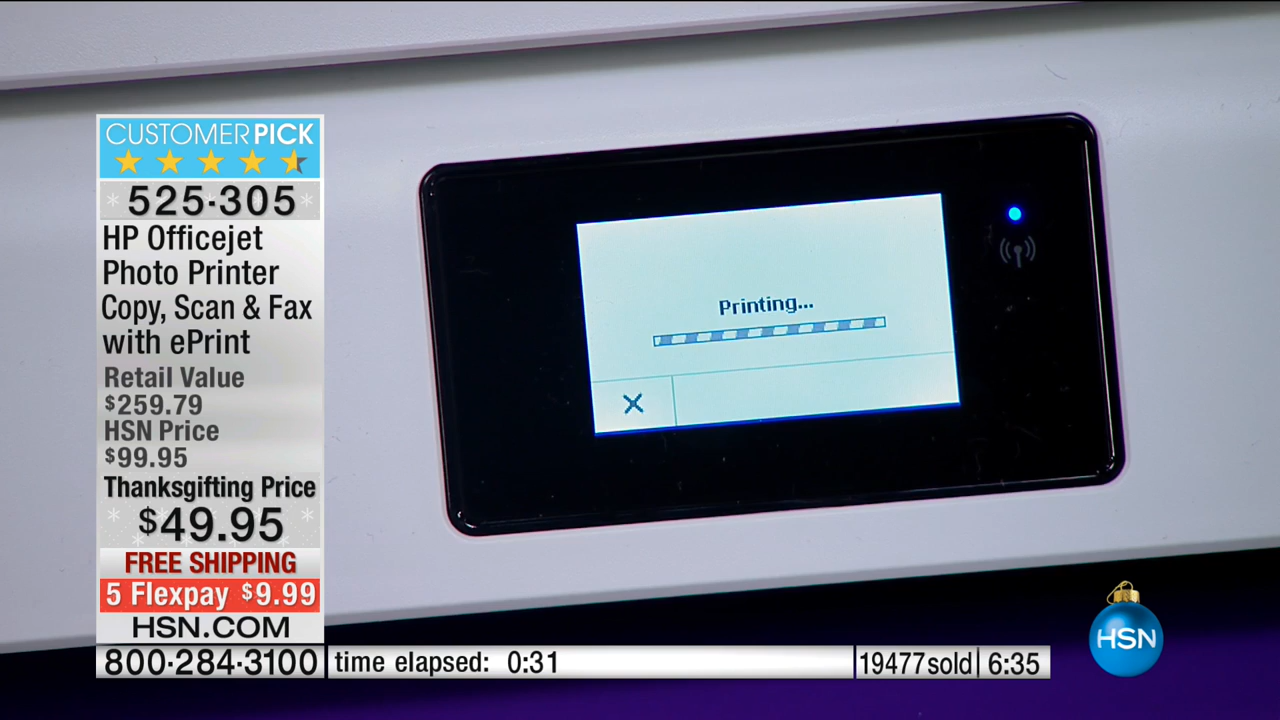 CUSTOMER PICK
525·305
HP Officejet
Photo Printer
Copy, Scan & Fax
with ePrint
Retail Value
$259.79
HSN Price
$99.95
Thanksgifting Price
$49.95
FREE SHIPPING
5 Flexpay $9.99
HSN.COM
800·284·3100
time elapsed: 0:31
19477 sold
6:35
Printing...
HSN